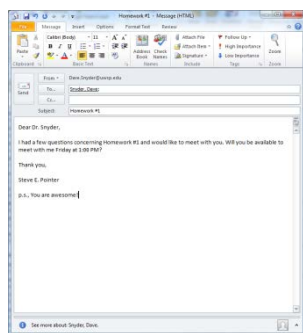 Homework #1 - Message (HTML)
File Message Insert Options Format Text Review
Paste
Calibri (Body) 11
B I U
Address Book
Check Names
Attach File
Attach Item
Signature
Follow Up
High Importance
Low Importance
Zoom
Clipboard Basic Text Names Include Tags Zoom
Send
From
To... Snyder, Dave;
Cc...
Subject: Homework #1
Dear Dr. Snyder,
I had a few questions concerning Homework #1 and would like to meet with you. Will you be available to
meet with me Friday at 1:00 PM?
Thank you,
Steve E. Pointer
p.s., You are awesome!
See more about: Snyder, Dave.